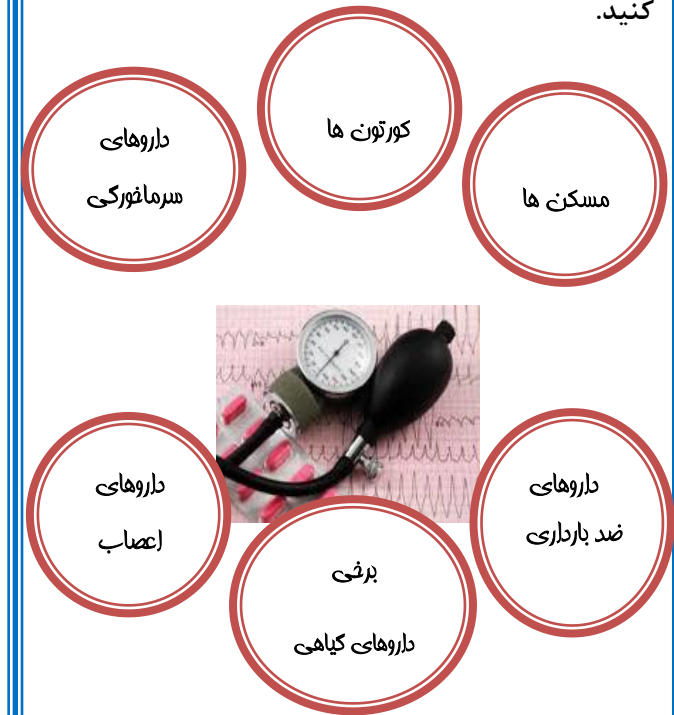 کنید.
کورتون ها
داروهای
سرماخوردگی
مسکن ها
داروهای
اعصاب
داروهای
ضد بارداری
برخی
داروهای گیاهی